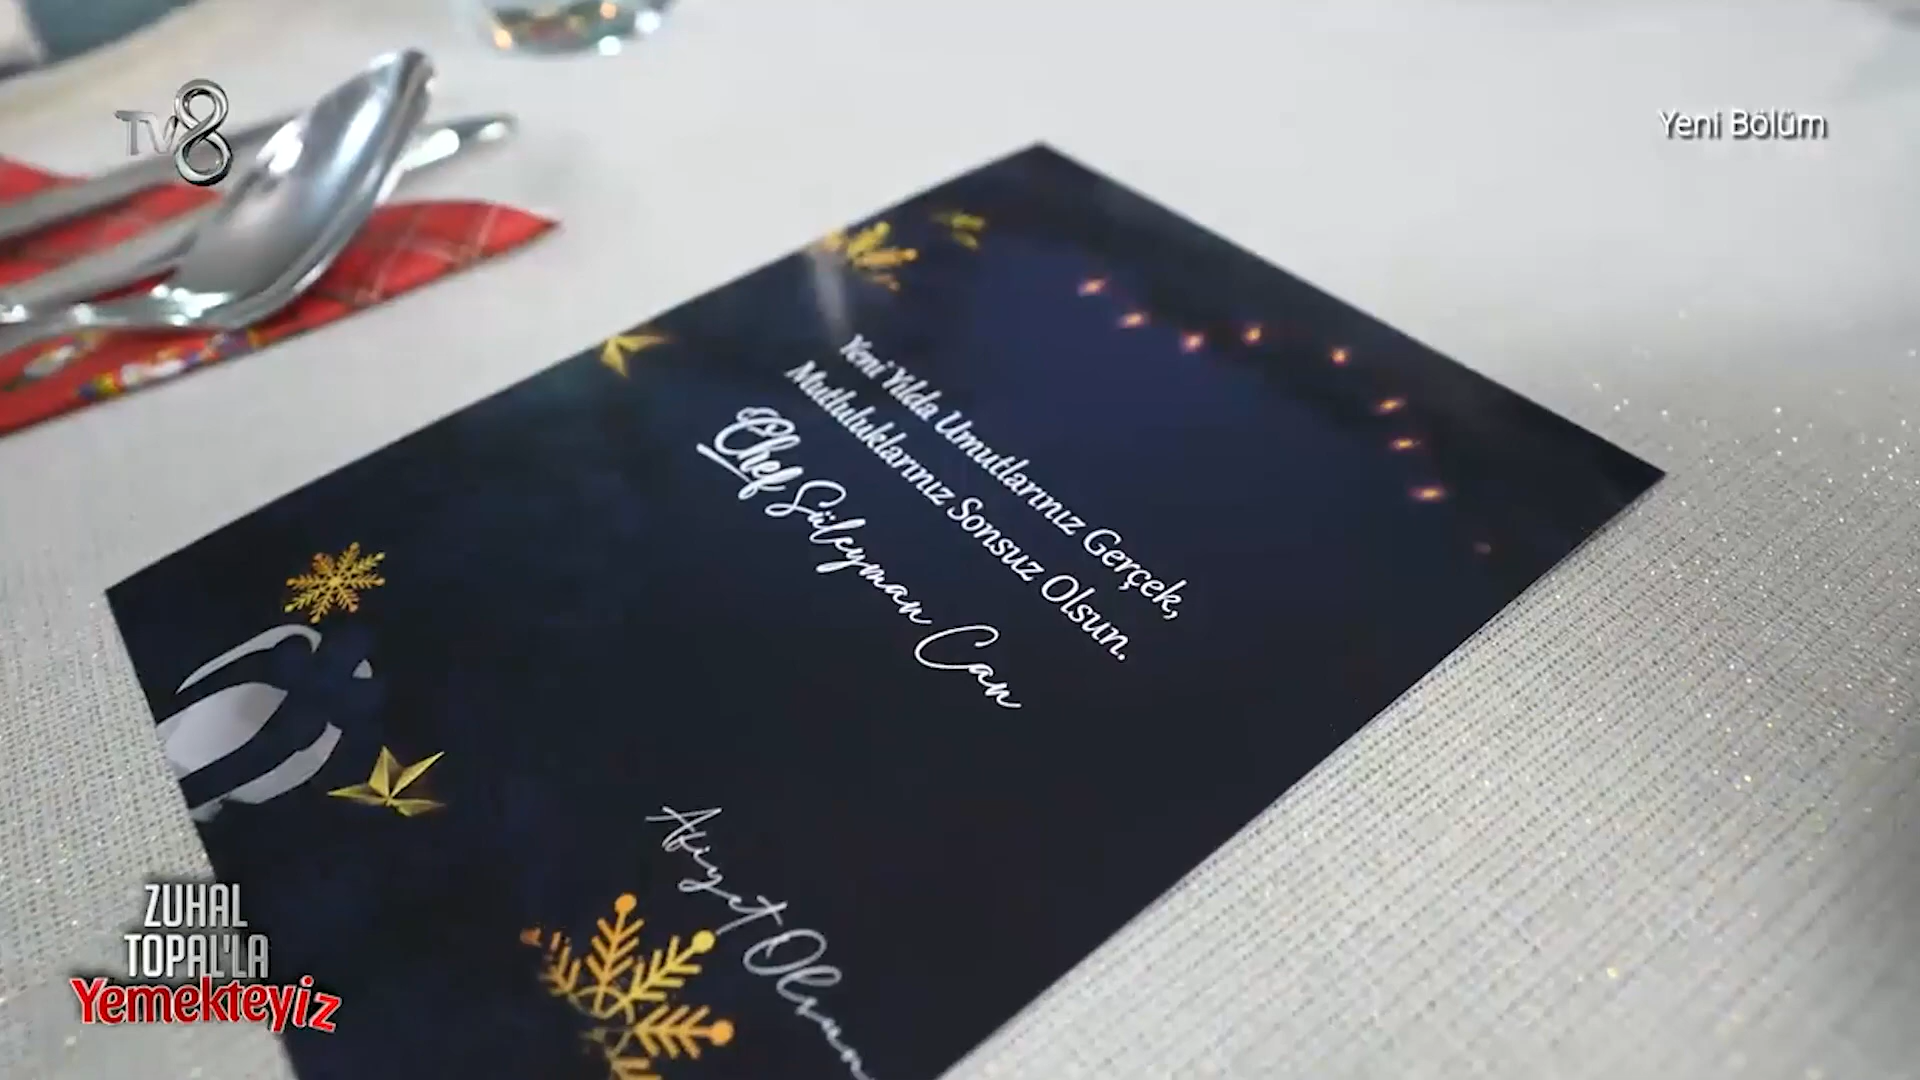 TV8
Yeni Bölüm
Yeni Yılda Umutlarınız Gerçek,
Mutluluklarınız Sonsuz Olsun.
Chef Süleyman Can
Afiyet Olsun
ZUHAL
TOPAL'LA
Yemekteyiz